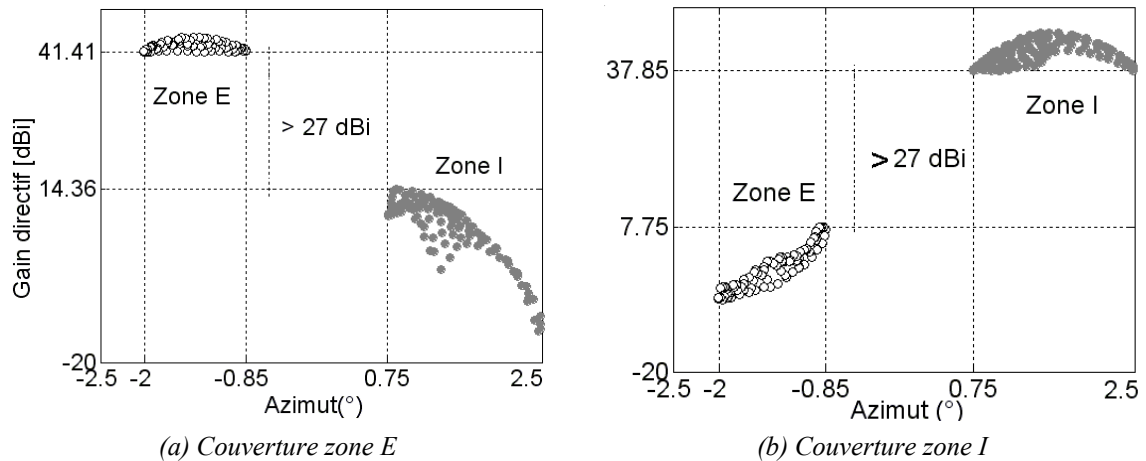 41.41
Zone E
> 27 dBi
Zone I
14.36
-20
-2.5 -2 -0.85 0.75 2.5
Gain directif [dBi]
Azimut(°)
(a) Couverture zone E
37.85
Zone I
> 27 dBi
Zone E
7.75
-20
-2.5 -2 -0.85 0.75 2.5
Azimut (°)
(b) Couverture zone I